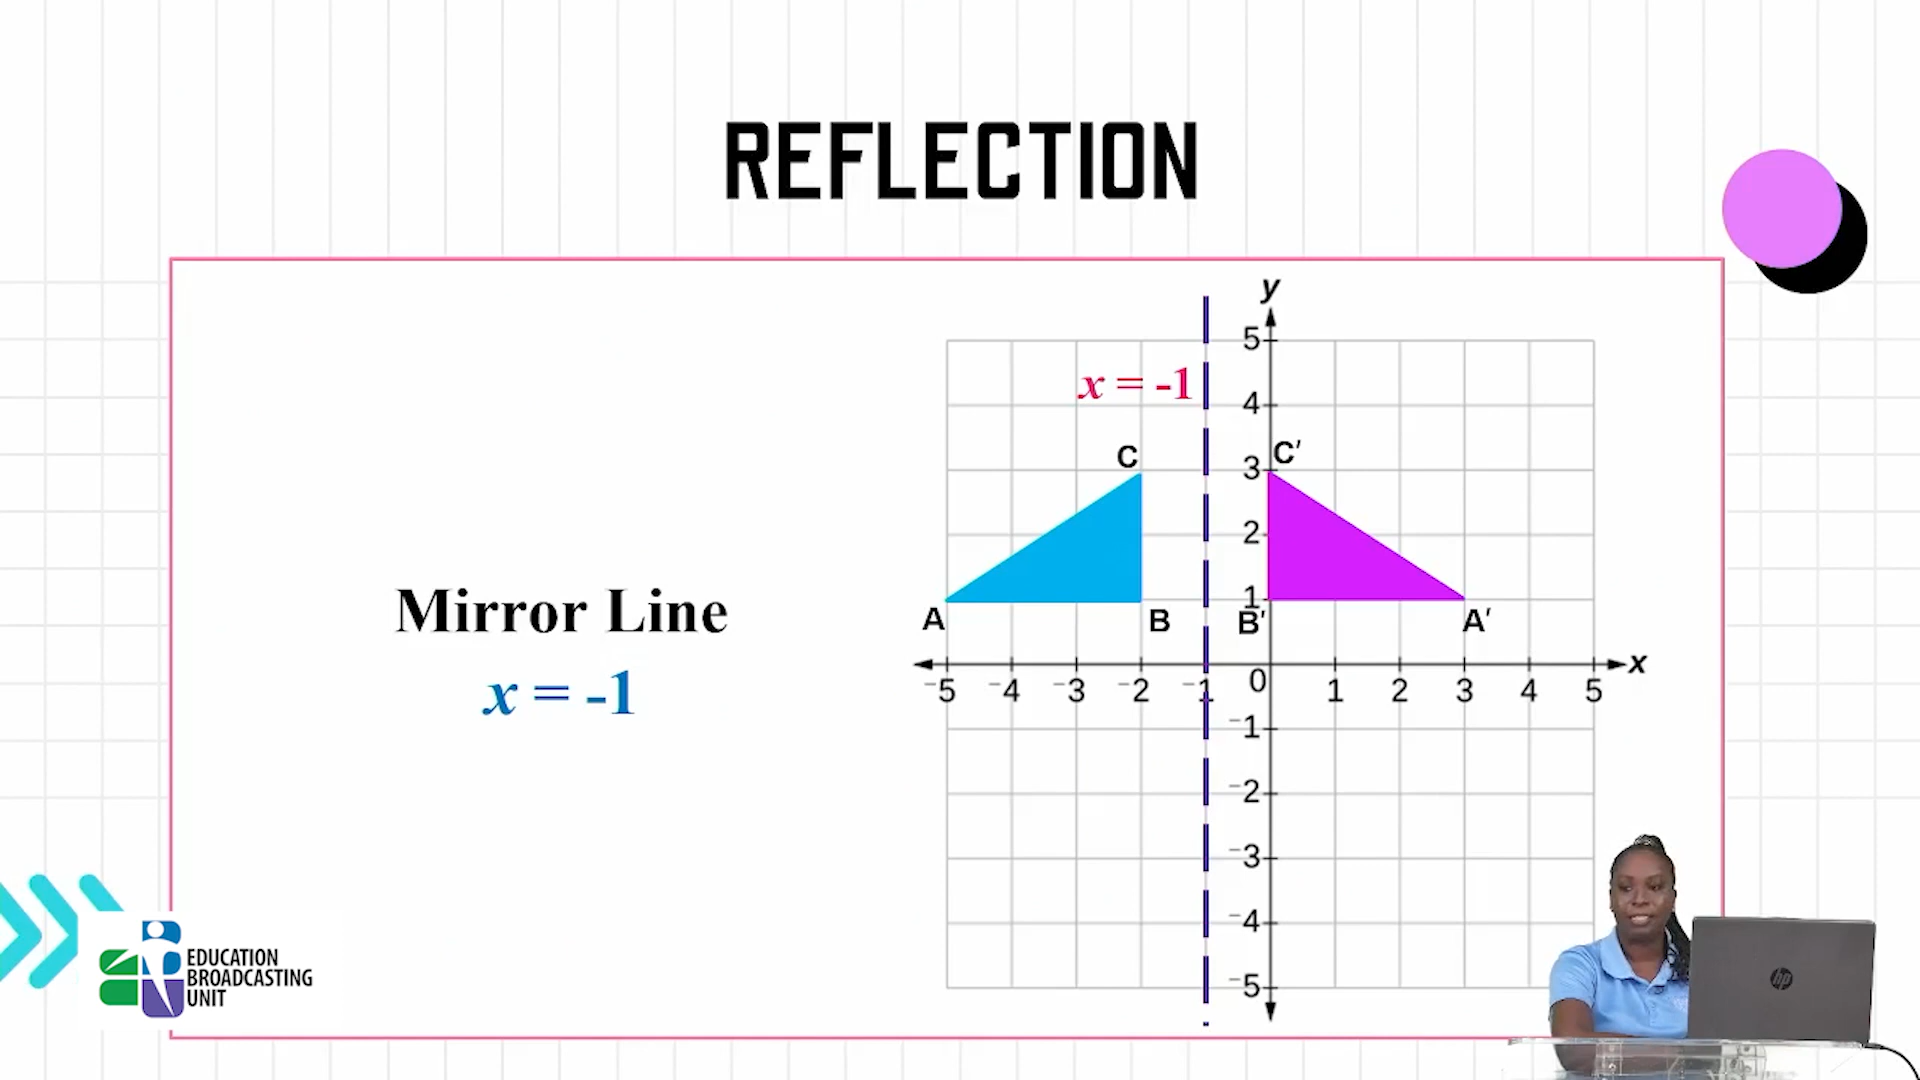 REFLECTION
y
5
x = -1
4
C
C′
3
2
1
A
B
B′
A′
Mirror Line
x
⁻5 ⁻4 ⁻3 ⁻2 ⁻1 0 1 2 3 4 5
x = -1
⁻1
⁻2
⁻3
⁻4
⁻5
EDUCATION
BROADCASTING
UNIT
hp